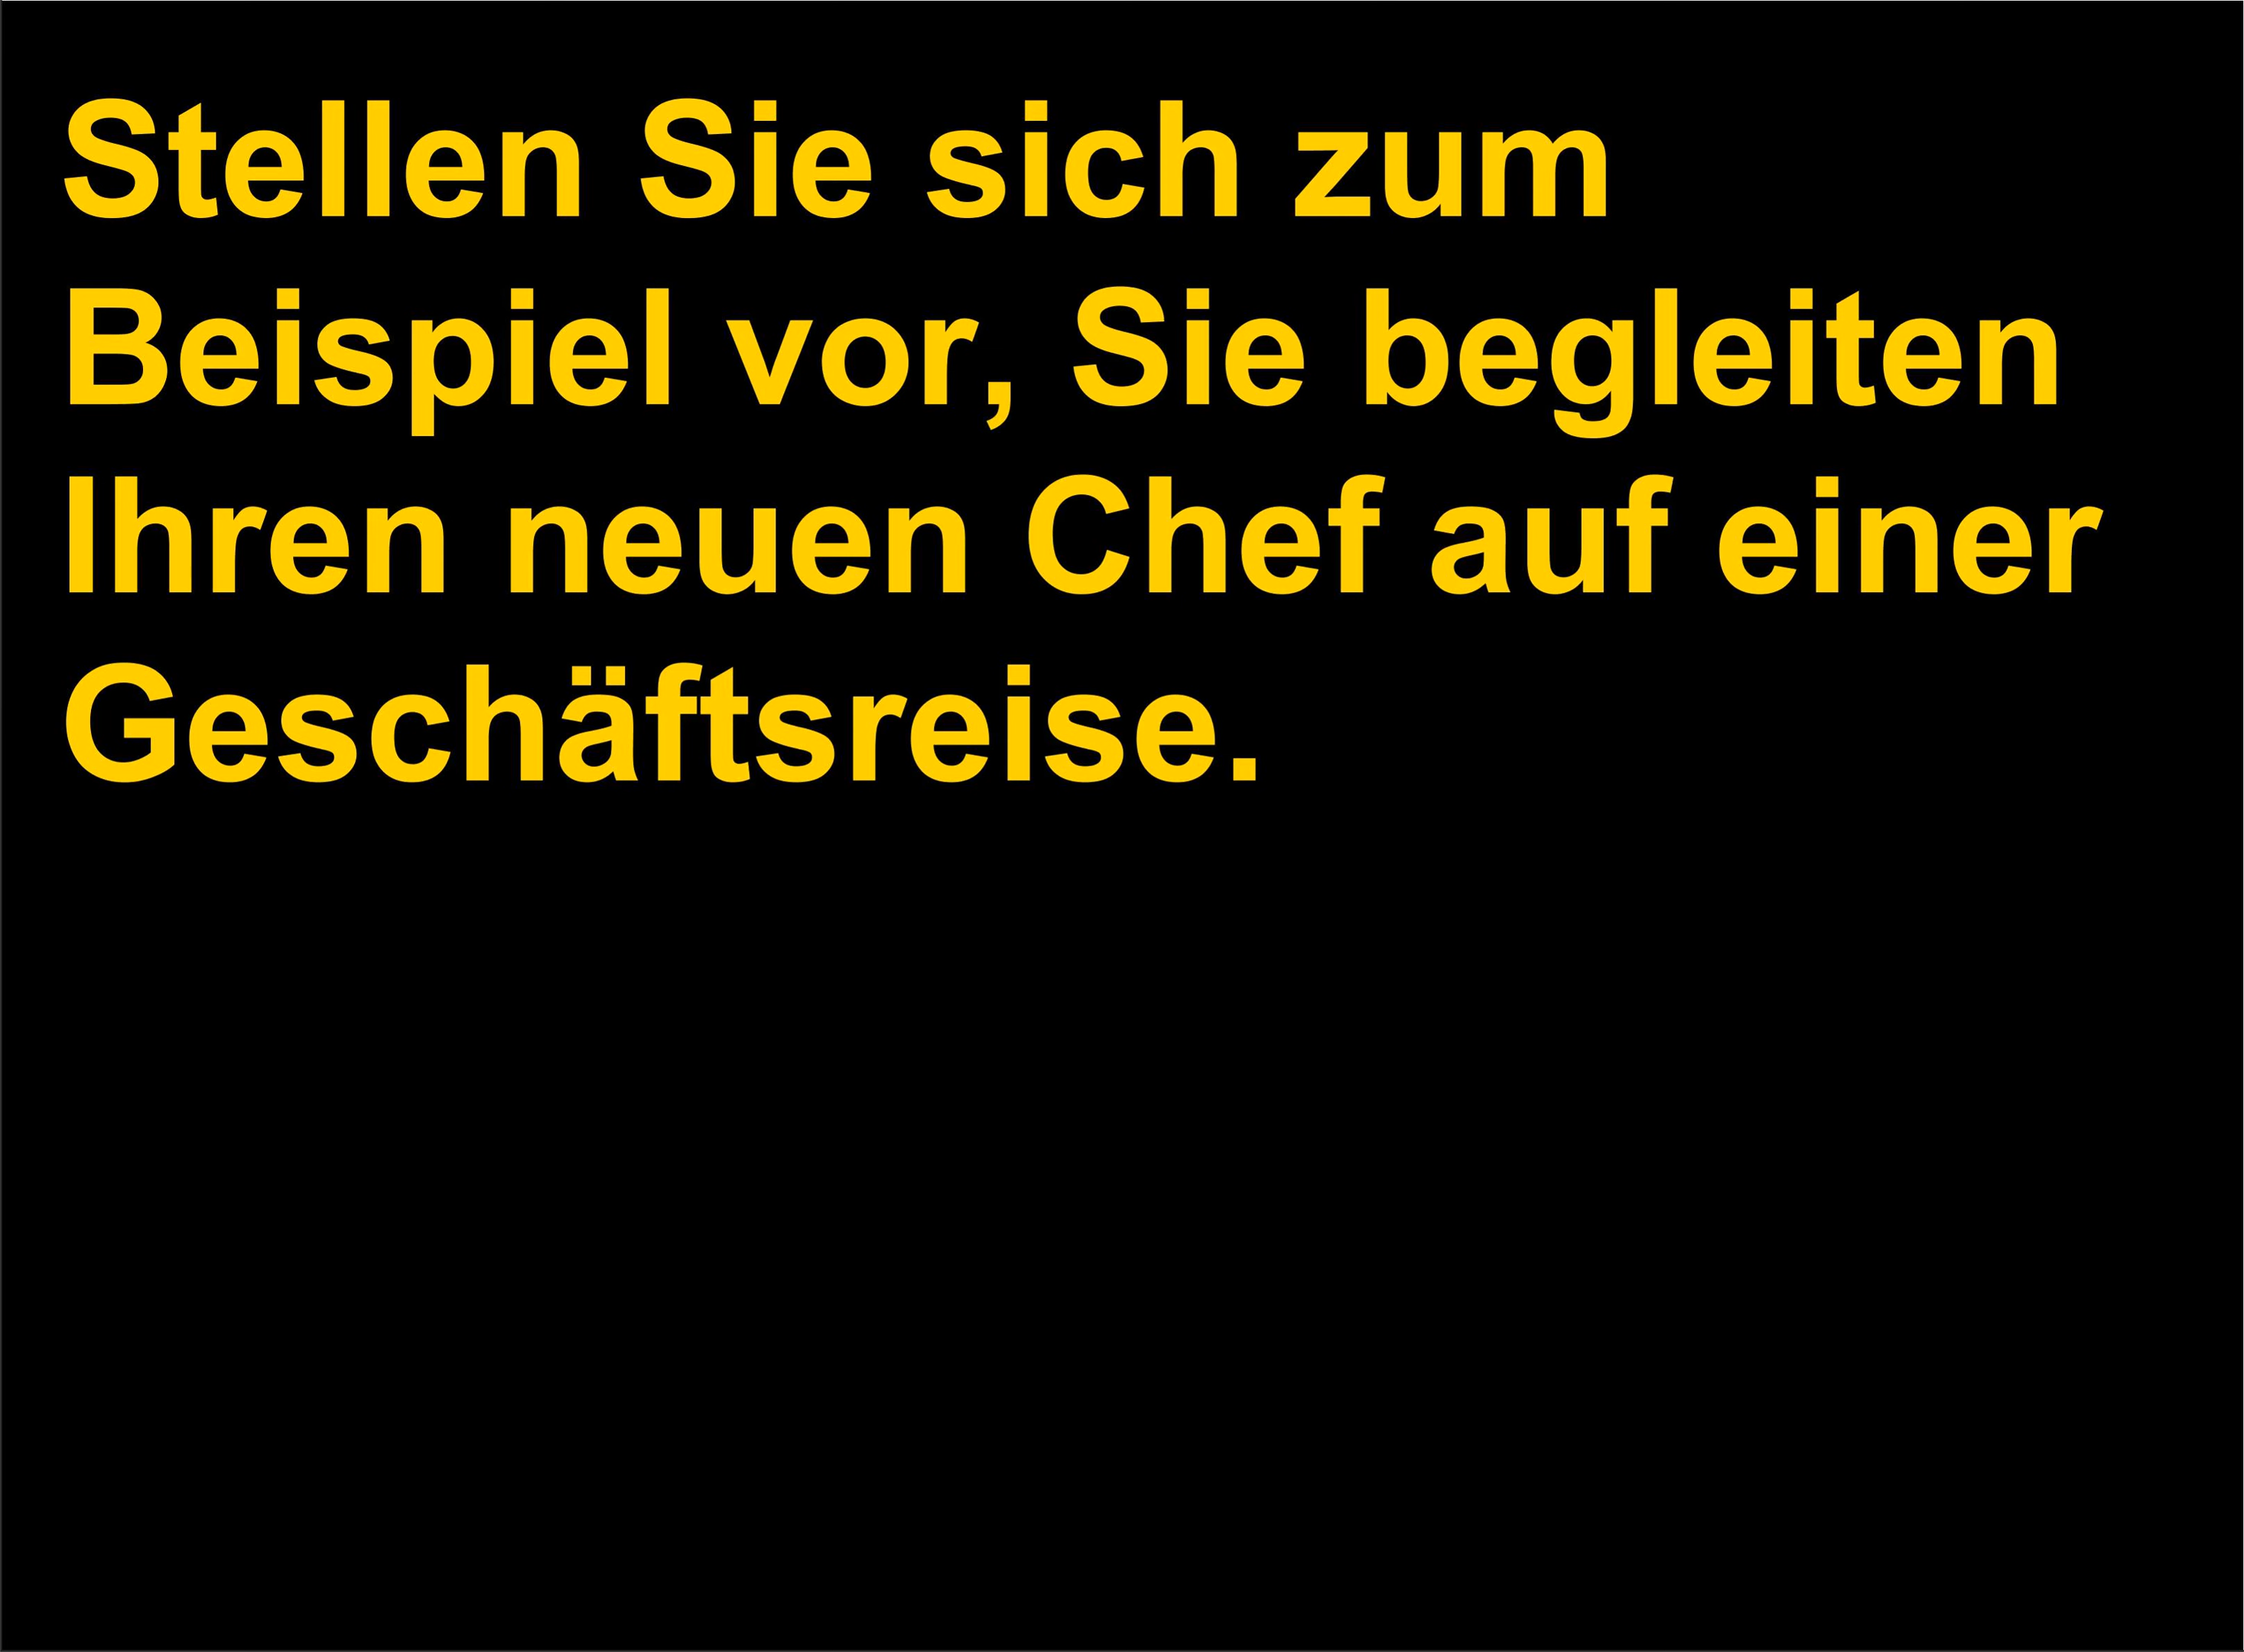 Stellen Sie sich zum
Beispiel vor, Sie begleiten
Ihren neuen Chef auf einer
Geschäftsreise.